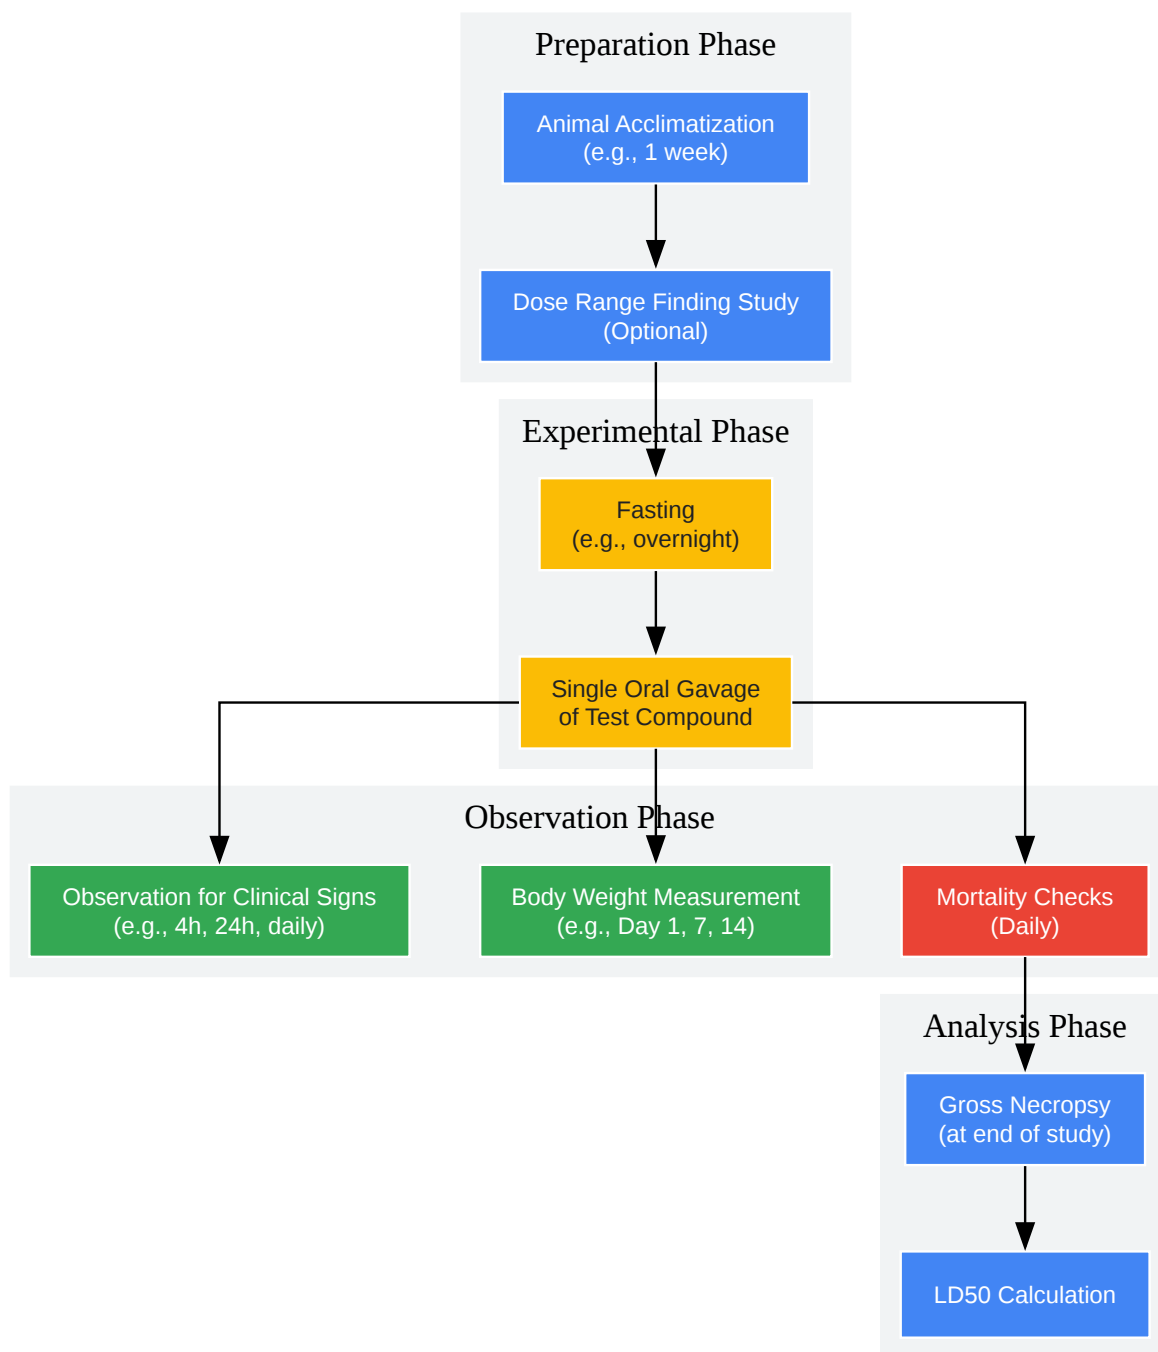 Preparation Phase
Animal Acclimatization
(e.g., 1 week)
Dose Range Finding Study
(Optional)
Experimental Phase
Fasting
(e.g., overnight)
Single Oral Gavage
of Test Compound
Observation Phase
Observation for Clinical Signs
(e.g., 4h, 24h, daily)
Body Weight Measurement
(e.g., Day 1, 7, 14)
Mortality Checks
(Daily)
Analysis Phase
Gross Necropsy
(at end of study)
LD50 Calculation